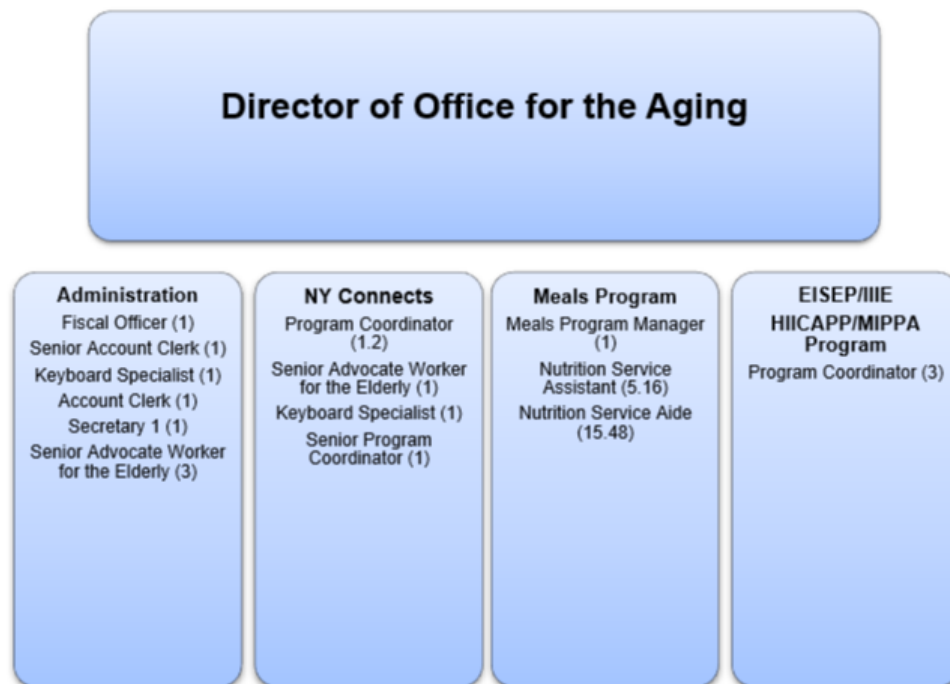 Director of Office for the Aging
Administration
Fiscal Officer (1)
Senior Account Clerk (1)
Keyboard Specialist (1)
Account Clerk (1)
Secretary 1 (1)
Senior Advocate Worker
for the Elderly (3)
NY Connects
Program Coordinator
(1.2)
Senior Advocate Worker
for the Elderly (1)
Keyboard Specialist (1)
Senior Program
Coordinator (1)
Meals Program
Meals Program Manager
(1)
Nutrition Service
Assistant (5.16)
Nutrition Service Aide
(15.48)
EISEP/IIIE
HIICAPP/MIPPA
Program
Program Coordinator (3)